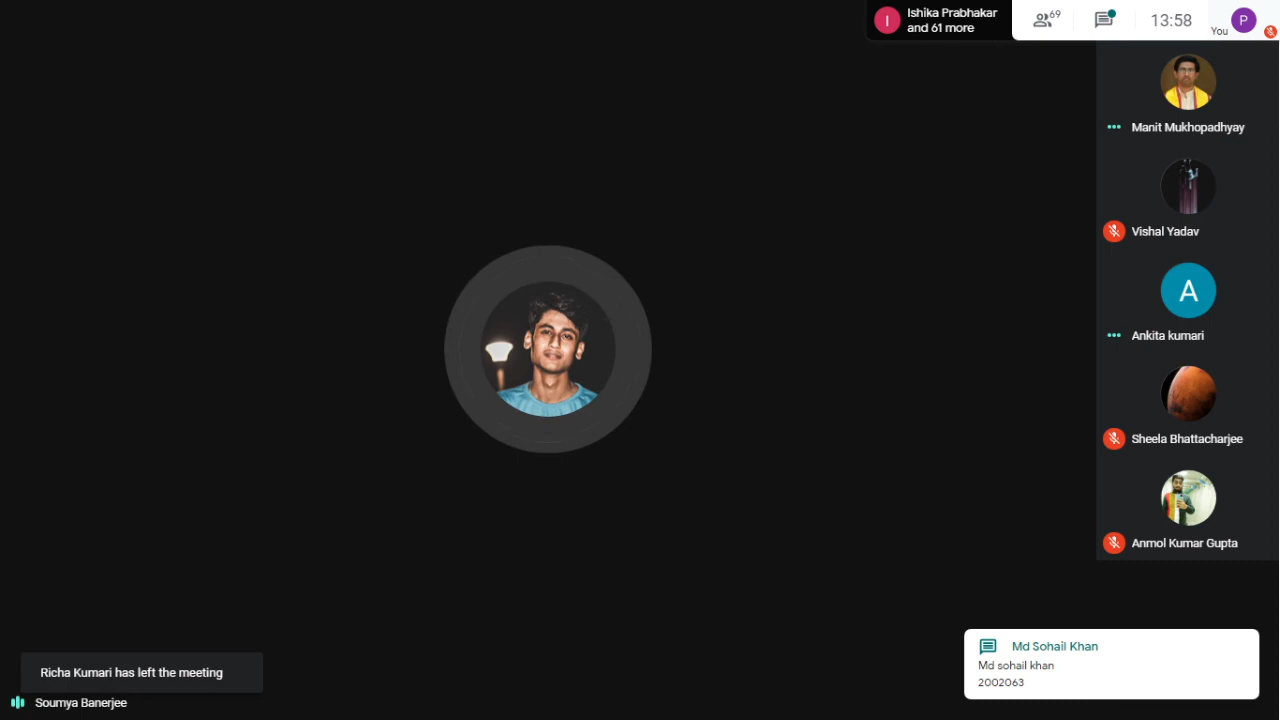 I
Ishika Prabhakar
and 61 more
69
13:58
You
P
Manit Mukhopadhyay
Vishal Yadav
A
Ankita kumari
Sheela Bhattacharjee
Anmol Kumar Gupta
Md Sohail Khan
Md sohail khan
2002063
Richa Kumari has left the meeting
Soumya Banerjee